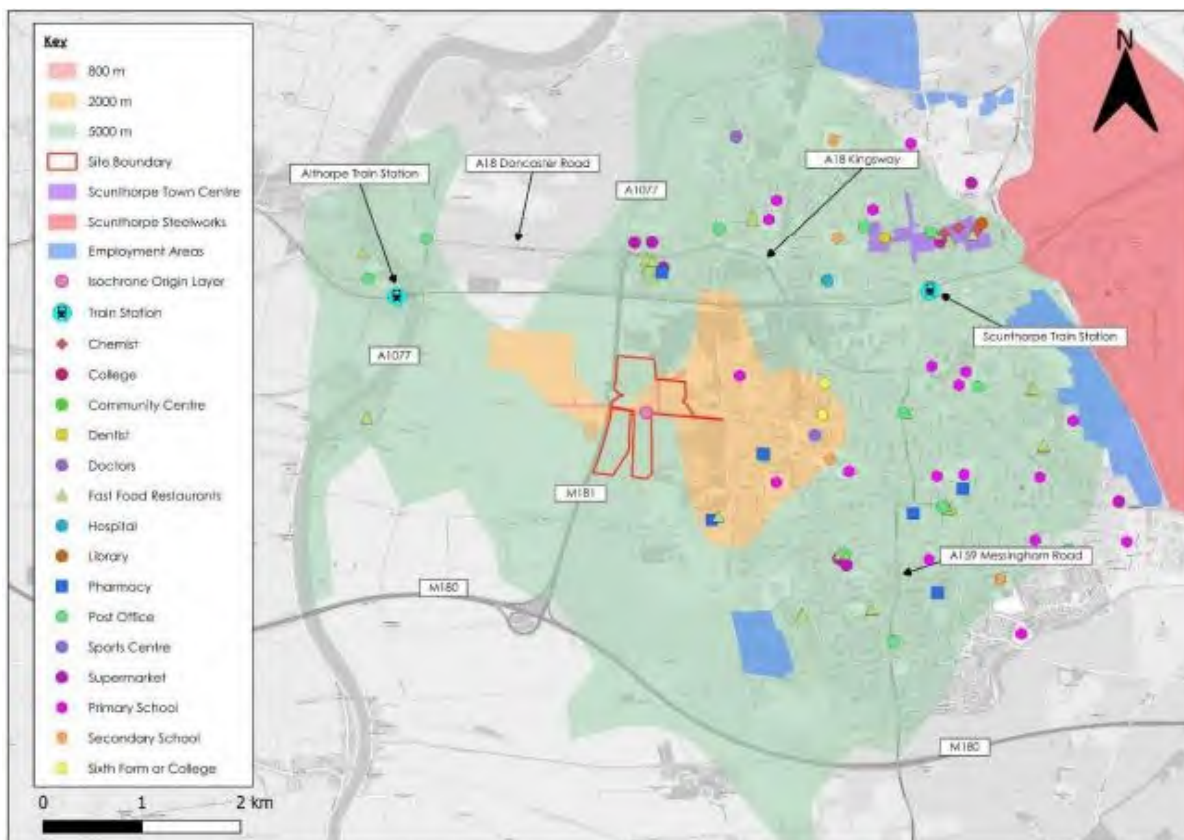 Key
800 m
2000 m
5000 m
Site Boundary
Scunthorpe Town Centre
Scunthorpe Steelworks
Employment Areas
Isochrone Origin Layer
Train Station
Chemist
College
Community Centre
Dentist
Doctors
Fast Food Restaurants
Hospital
Library
Pharmacy
Post Office
Sports Centre
Supermarket
Primary School
Secondary School
Sixth Form or College
0 1 2 km
N
A18 Doncaster Road
A18 Kingsway
Althorpe Train Station
A1077
Scunthorpe Train Station
A1077
M181
A159 Messingham Road
M180
M180